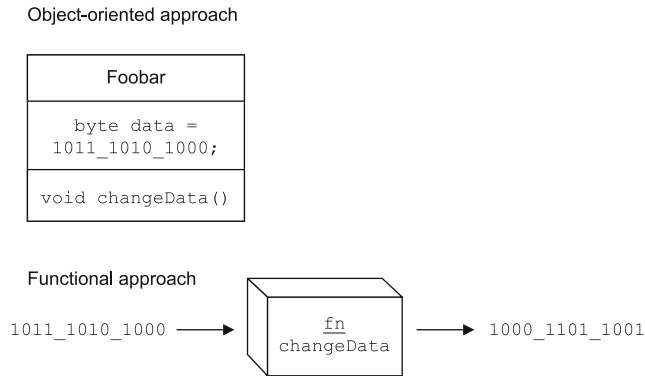 Object-oriented approach
Foobar
byte data =
1011_1010_1000;
void changeData()
Functional approach
1011_1010_1000
fn
changeData
1000_1101_1001